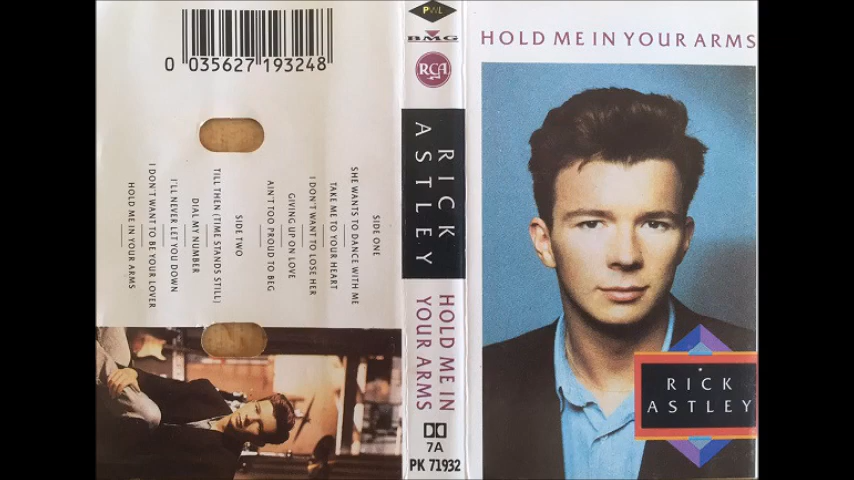 0 035627 193248
SIDE ONE
SHE WANTS TO DANCE WITH ME
TAKE ME TO YOUR HEART
I DON'T WANT TO LOSE HER
GIVING UP ON LOVE
AIN'T TOO PROUD TO BEG
SIDE TWO
TILL THEN (TIME STANDS STILL)
DIAL MY NUMBER
I'LL NEVER LET YOU DOWN
I DON'T WANT TO BE YOUR LOVER
HOLD ME IN YOUR ARMS
PWL
BMG
RCA
RICK
ASTLEY
HOLD ME IN
YOUR ARMS
7A
PK 71932
HOLD ME IN YOUR ARMS
RICK
ASTLEY